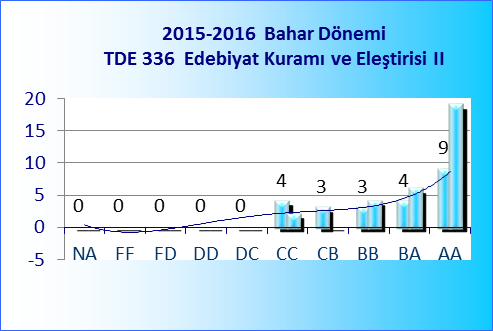 2015-2016 Bahar Dönemi
TDE 336 Edebiyat Kuramı ve Eleştirisi II
20
15
10
5
0
-5
0 0 0 0 0 4 3 3 4 9
NA FF FD DD DC CC CB BB BA AA